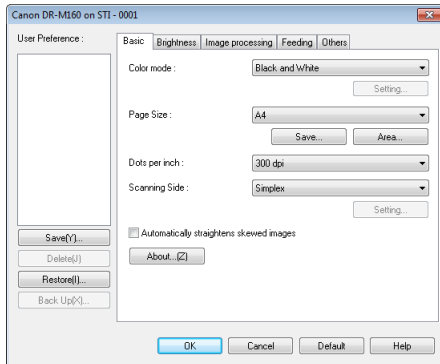 Canon DR-M160 on STI - 0001
User Preference :
Basic Brightness Image processing Feeding Others
Color mode : Black and White
Setting...
Page Size : A4
Save... Area...
Dots per inch : 300 dpi
Scanning Side : Simplex
Setting...
Automatically straightens skewed images
Save(Y)...
About...(Z)
Delete(J)
Restore(I)...
Back Up(X)...
OK Cancel Default Help